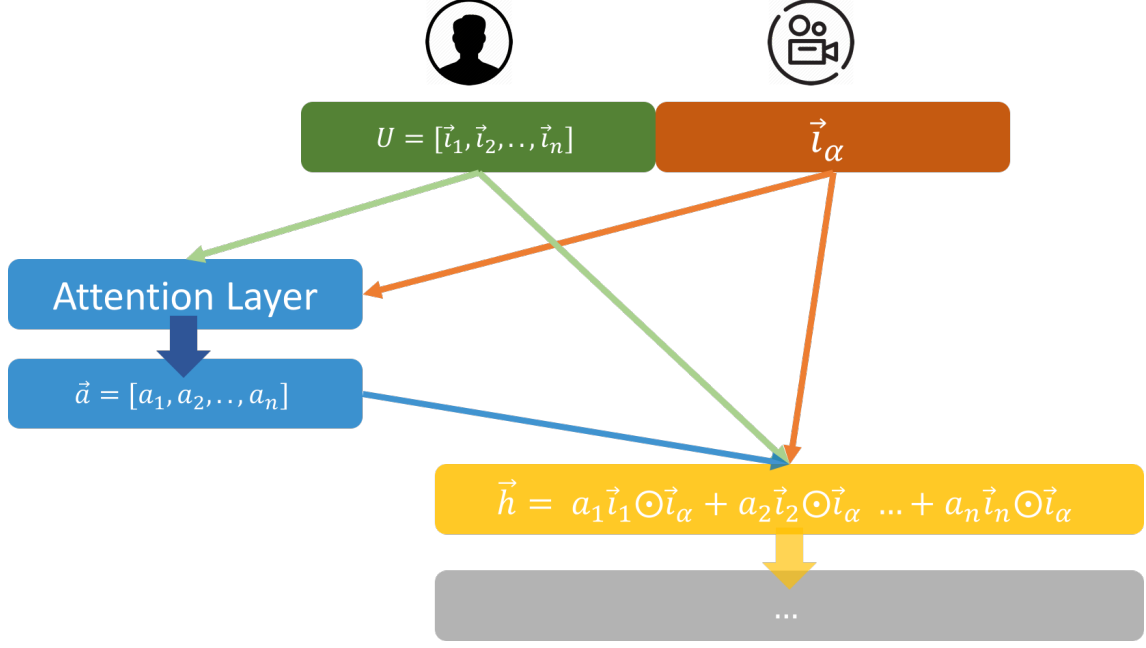 U = [i⃗₁, i⃗₂, . ., i⃗ₙ]
i⃗_α
Attention Layer
a⃗ = [a₁, a₂, . ., aₙ]
h⃗ = a₁i⃗₁⊙i⃗_α + a₂i⃗₂⊙i⃗_α … + aₙi⃗ₙ⊙i⃗_α
…